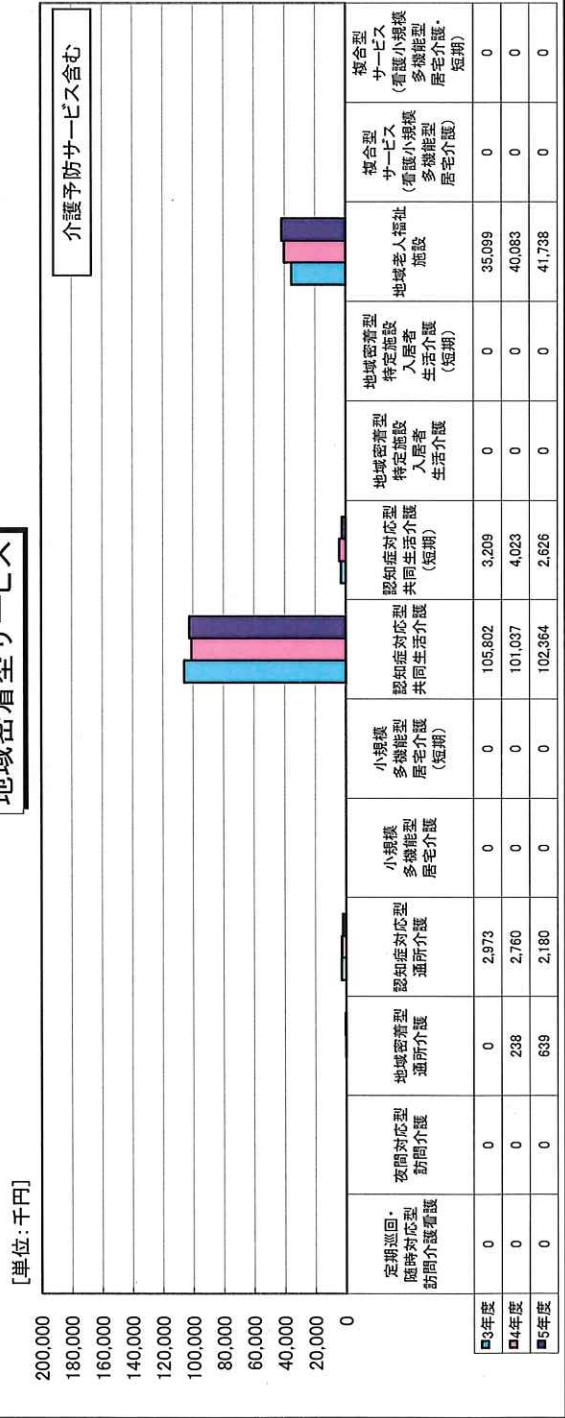 地域密着型サービス
[単位:千円]
介護予防サービス含む
200,000
180,000
160,000
140,000
120,000
100,000
80,000
60,000
40,000
20,000
0
定期巡回・
随時対応型
訪問介護看護
夜間対応型
訪問介護
地域密着型
通所介護
認知症対応型
通所介護
小規模
多機能型
居宅介護
小規模
多機能型
居宅介護
(短期)
認知症対応型
共同生活介護
認知症対応型
共同生活介護
(短期)
地域密着型
特定施設
入居者
生活介護
地域密着型
特定施設
入居者
生活介護
(短期)
地域老人福祉
施設
複合型
サービス
(看護小規模
多機能型
居宅介護)
複合型
サービス
(看護小規模
多機能型
居宅介護・
短期)
3年度 0 0 0 2,973 0 0 105,802 3,209 0 0 35,099 0 0
4年度 0 0 238 2,760 0 0 101,037 4,023 0 0 40,083 0 0
5年度 0 0 639 2,180 0 0 102,364 2,626 0 0 41,738 0 0